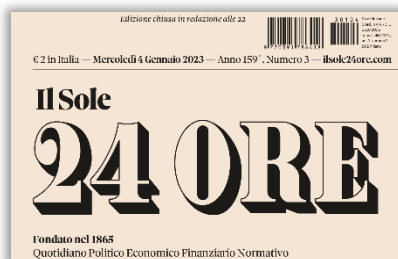 Edizione chiusa in redazione alle 22
€ 2 in Italia — Mercoledì 4 Gennaio 2023 — Anno 159°, Numero 3 — ilsole24ore.com
Il Sole
24 ORE
Fondato nel 1865
Quotidiano Politico Economico Finanziario Normativo